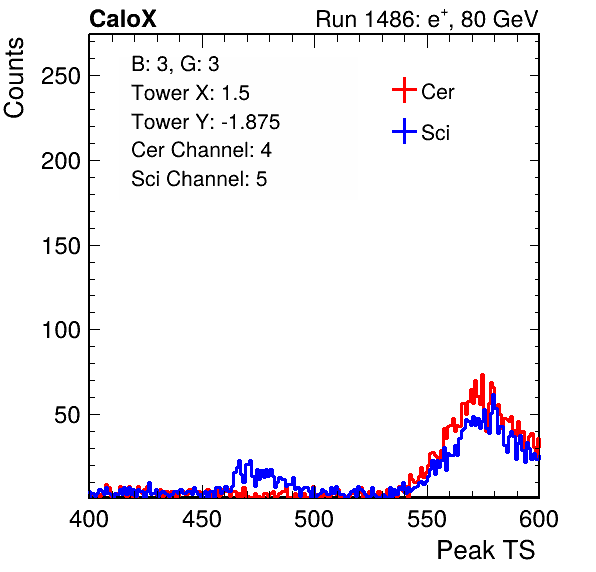 CaloX
Run 1486: e+, 80 GeV
Counts
B: 3, G: 3
Tower X: 1.5
Tower Y: -1.875
Cer Channel: 4
Sci Channel: 5
Cer
Sci
250
200
150
100
50
400 450 500 550 600
Peak TS